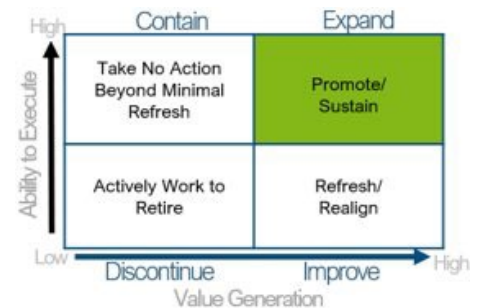 High
Contain
Expand
Take No Action
Beyond Minimal
Refresh
Promote/
Sustain
Ability to Execute
Actively Work to
Retire
Refresh/
Realign
Low
High
Discontinue
Improve
Value Generation